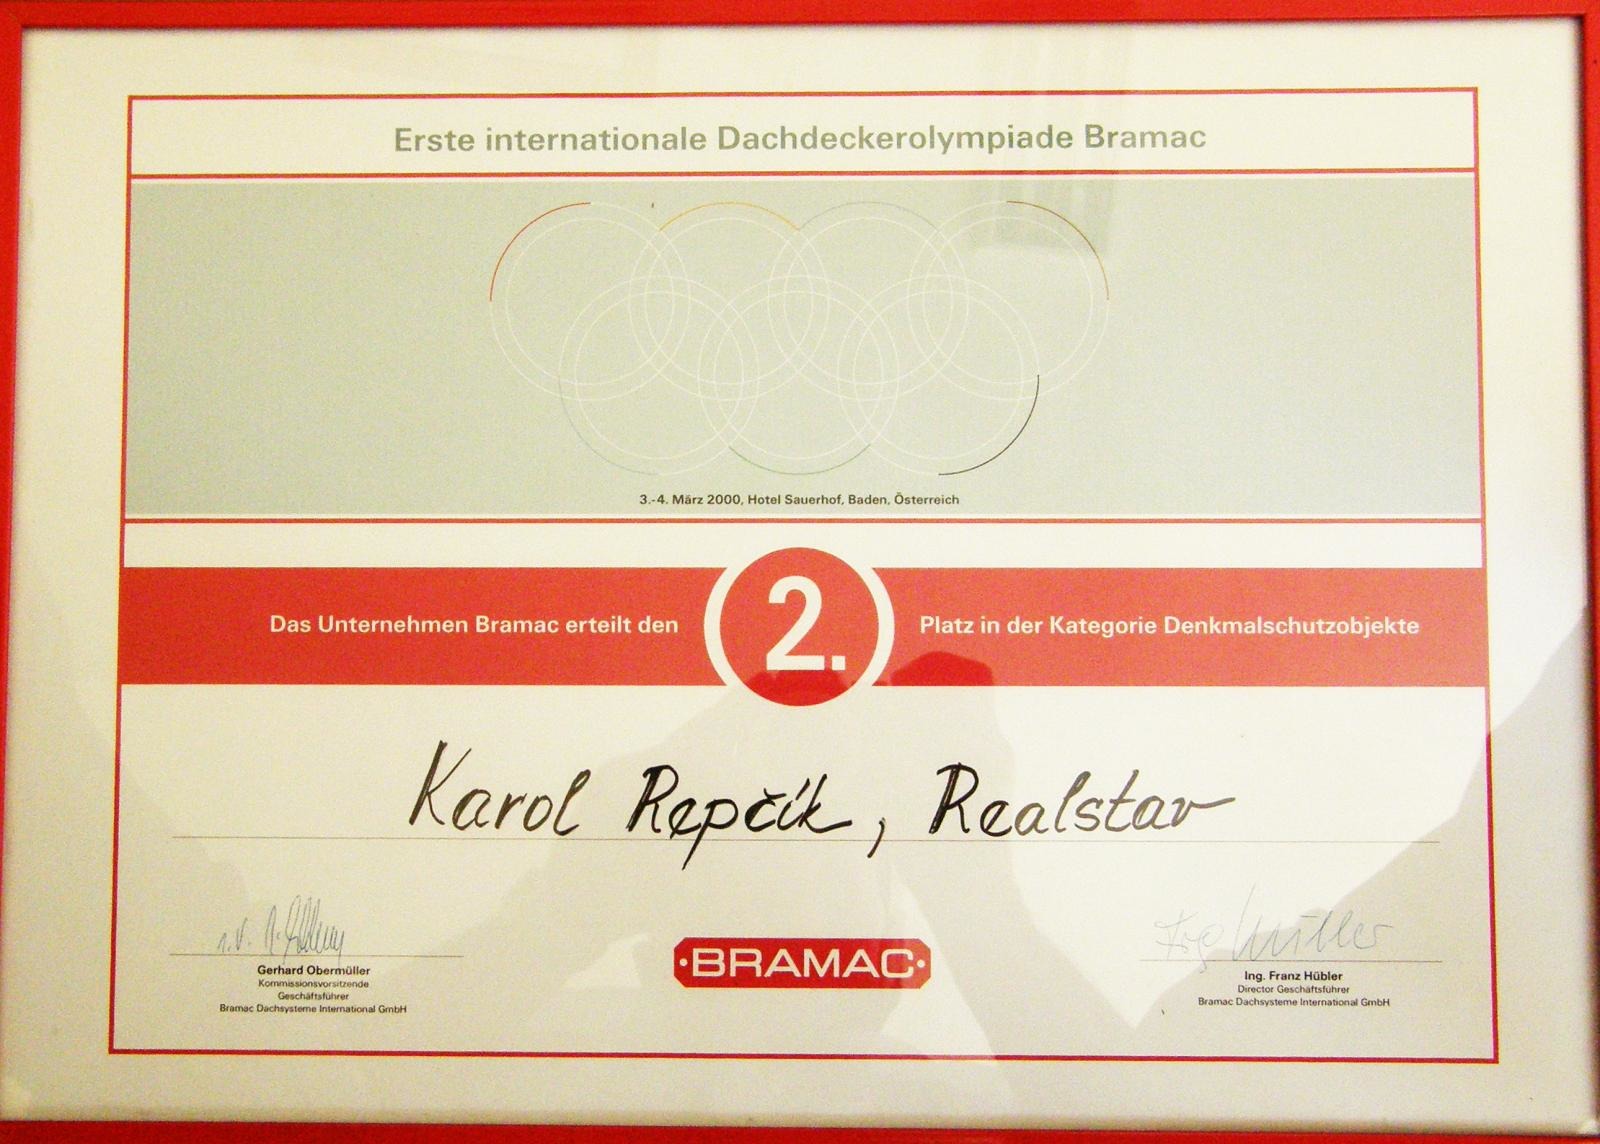 Erste internationale Dachdeckerolympiade Bramac
3.-4. März 2000, Hotel Sauerhof, Baden, Österreich
Das Unternehmen Bramac erteilt den 2. Platz in der Kategorie Denkmalschutzobjekte
Karol Repčík, Realstav
Gerhard Obermüller
Kommissionsvorsitzende
Geschäftsführer
Bramac Dachsysteme International GmbH
·BRAMAC·
Ing. Franz Hübler
Director Geschäftsführer
Bramac Dachsysteme International GmbH